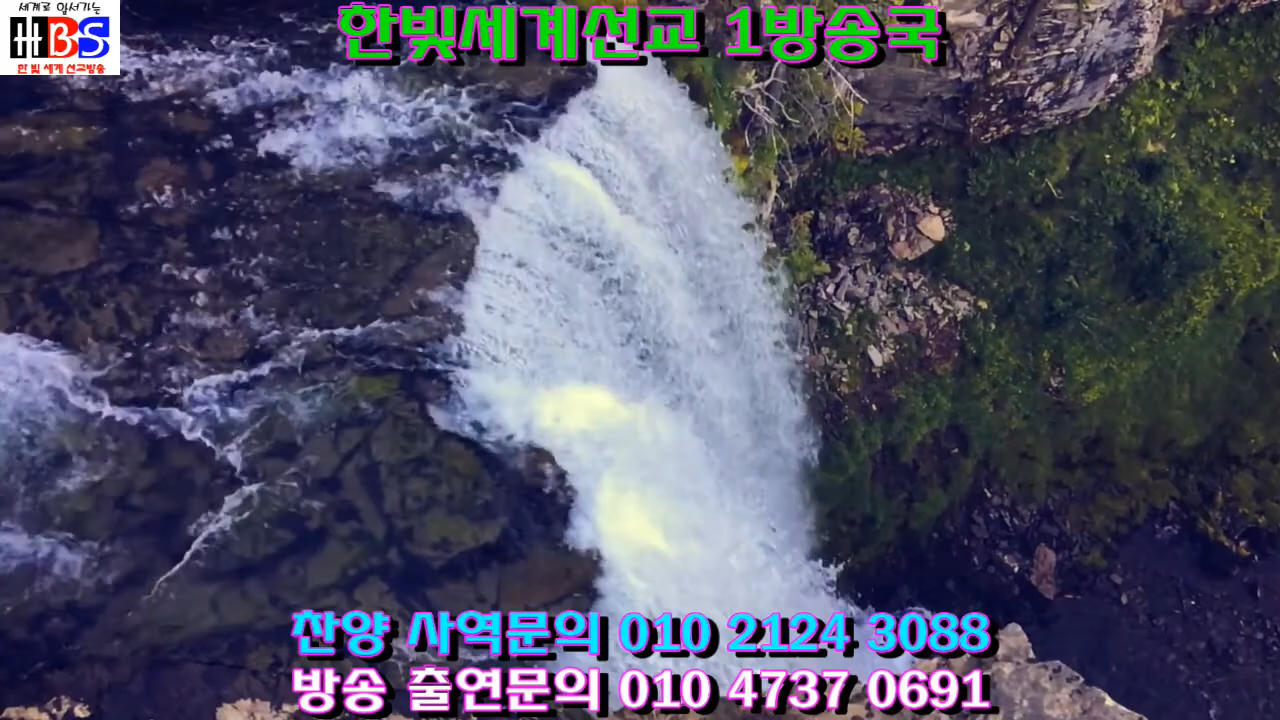 세계로 앞서가는
HBS
한빛세계선교방송
한빛세계선교 1방송국
찬양 사역문의 010 2124 3088
방송 출연문의 010 4737 0691